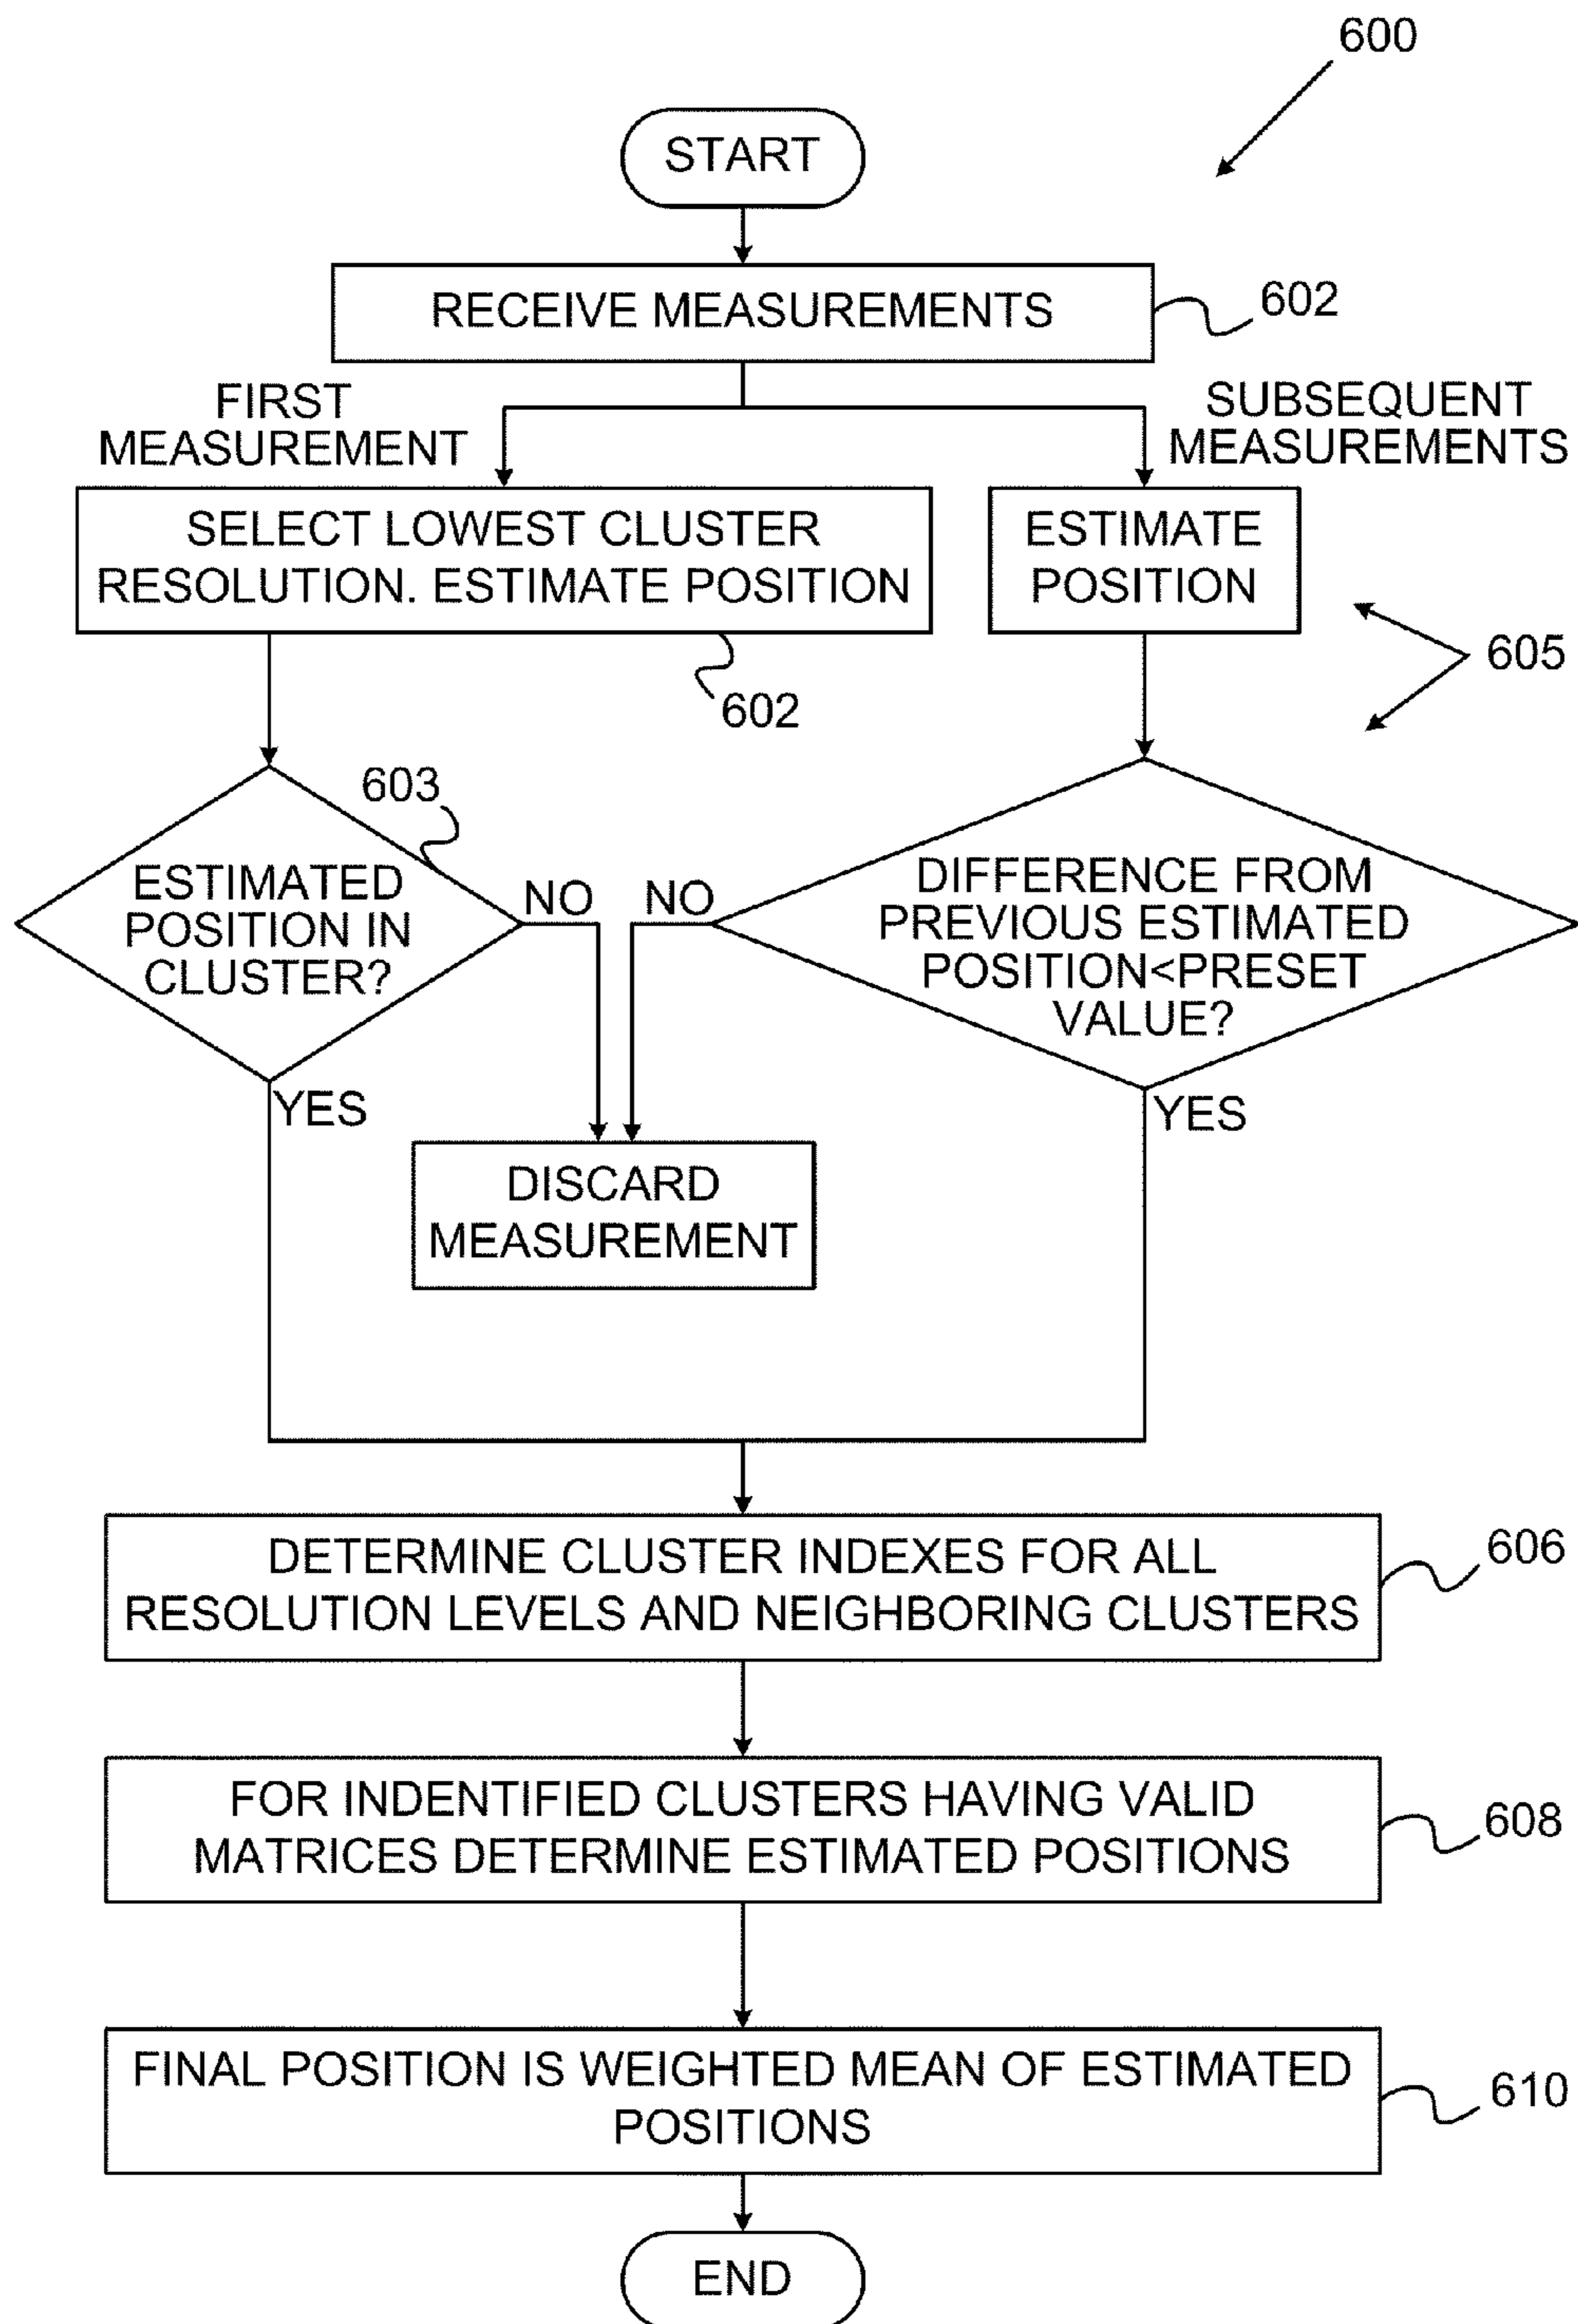 600
START
RECEIVE MEASUREMENTS
602
FIRST
MEASUREMENT
SUBSEQUENT
MEASUREMENTS
SELECT LOWEST CLUSTER
RESOLUTION. ESTIMATE POSITION
602
ESTIMATE
POSITION
605
603
ESTIMATED
POSITION IN
CLUSTER?
NO
NO
DIFFERENCE FROM
PREVIOUS ESTIMATED
POSITION<PRESET
VALUE?
YES
YES
DISCARD
MEASUREMENT
DETERMINE CLUSTER INDEXES FOR ALL
RESOLUTION LEVELS AND NEIGHBORING CLUSTERS
606
FOR INDENTIFIED CLUSTERS HAVING VALID
MATRICES DETERMINE ESTIMATED POSITIONS
608
FINAL POSITION IS WEIGHTED MEAN OF ESTIMATED
POSITIONS
610
END